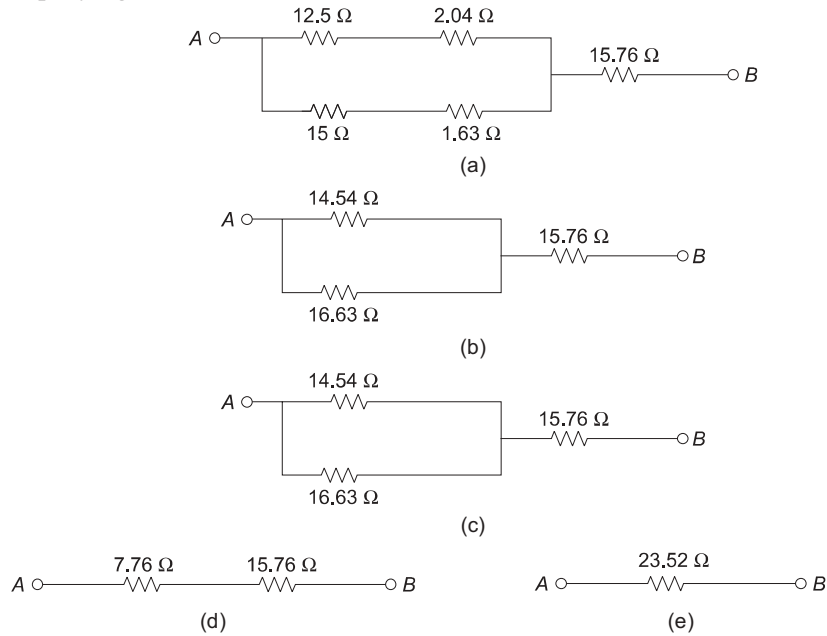 12.5 Ω 2.04 Ω
A 15.76 Ω B
15 Ω 1.63 Ω
(a)
14.54 Ω
A 15.76 Ω B
16.63 Ω
(b)
14.54 Ω
A 15.76 Ω B
16.63 Ω
(c)
7.76 Ω 15.76 Ω
A B
(d)
23.52 Ω
A B
(e)